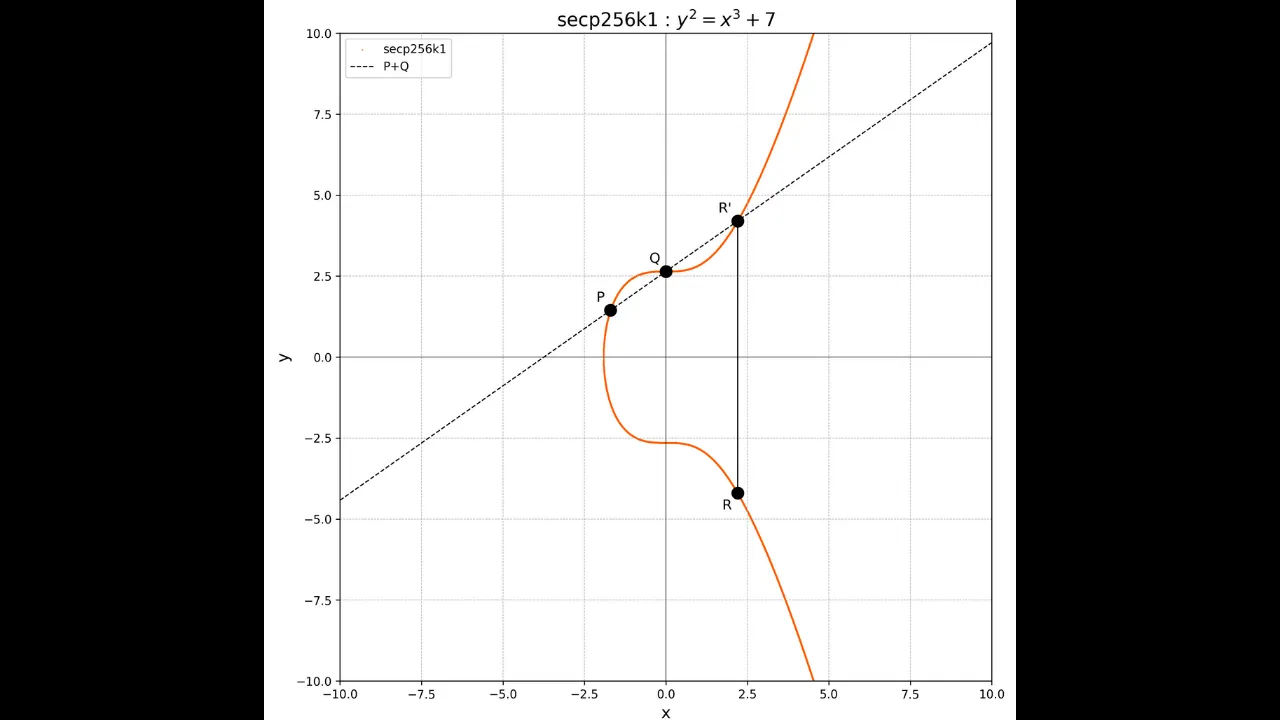 secp256k1 : y² = x³ + 7
secp256k1
P+Q
10.0
7.5
5.0
2.5
0.0
−2.5
−5.0
−7.5
−10.0
y
R'
Q
P
R
−10.0 −7.5 −5.0 −2.5 0.0 2.5 5.0 7.5 10.0
x